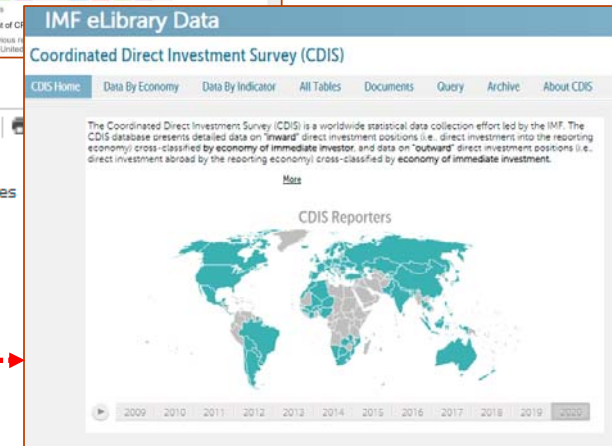 s
t of CF
vious re
United
es
IMF eLibrary Data
Coordinated Direct Investment Survey (CDIS)
CDIS Home Data By Economy Data By Indicator All Tables Documents Query Archive About CDIS
The Coordinated Direct Investment Survey (CDIS) is a worldwide statistical data collection effort led by the IMF. The
CDIS database presents detailed data on "inward" direct investment positions (i.e., direct investment into the reporting
economy) cross-classified by economy of immediate investor, and data on "outward" direct investment positions (i.e.,
direct investment abroad by the reporting economy) cross-classified by economy of immediate investment.
More
CDIS Reporters
2009 2010 2011 2012 2013 2014 2015 2016 2017 2018 2019 2020